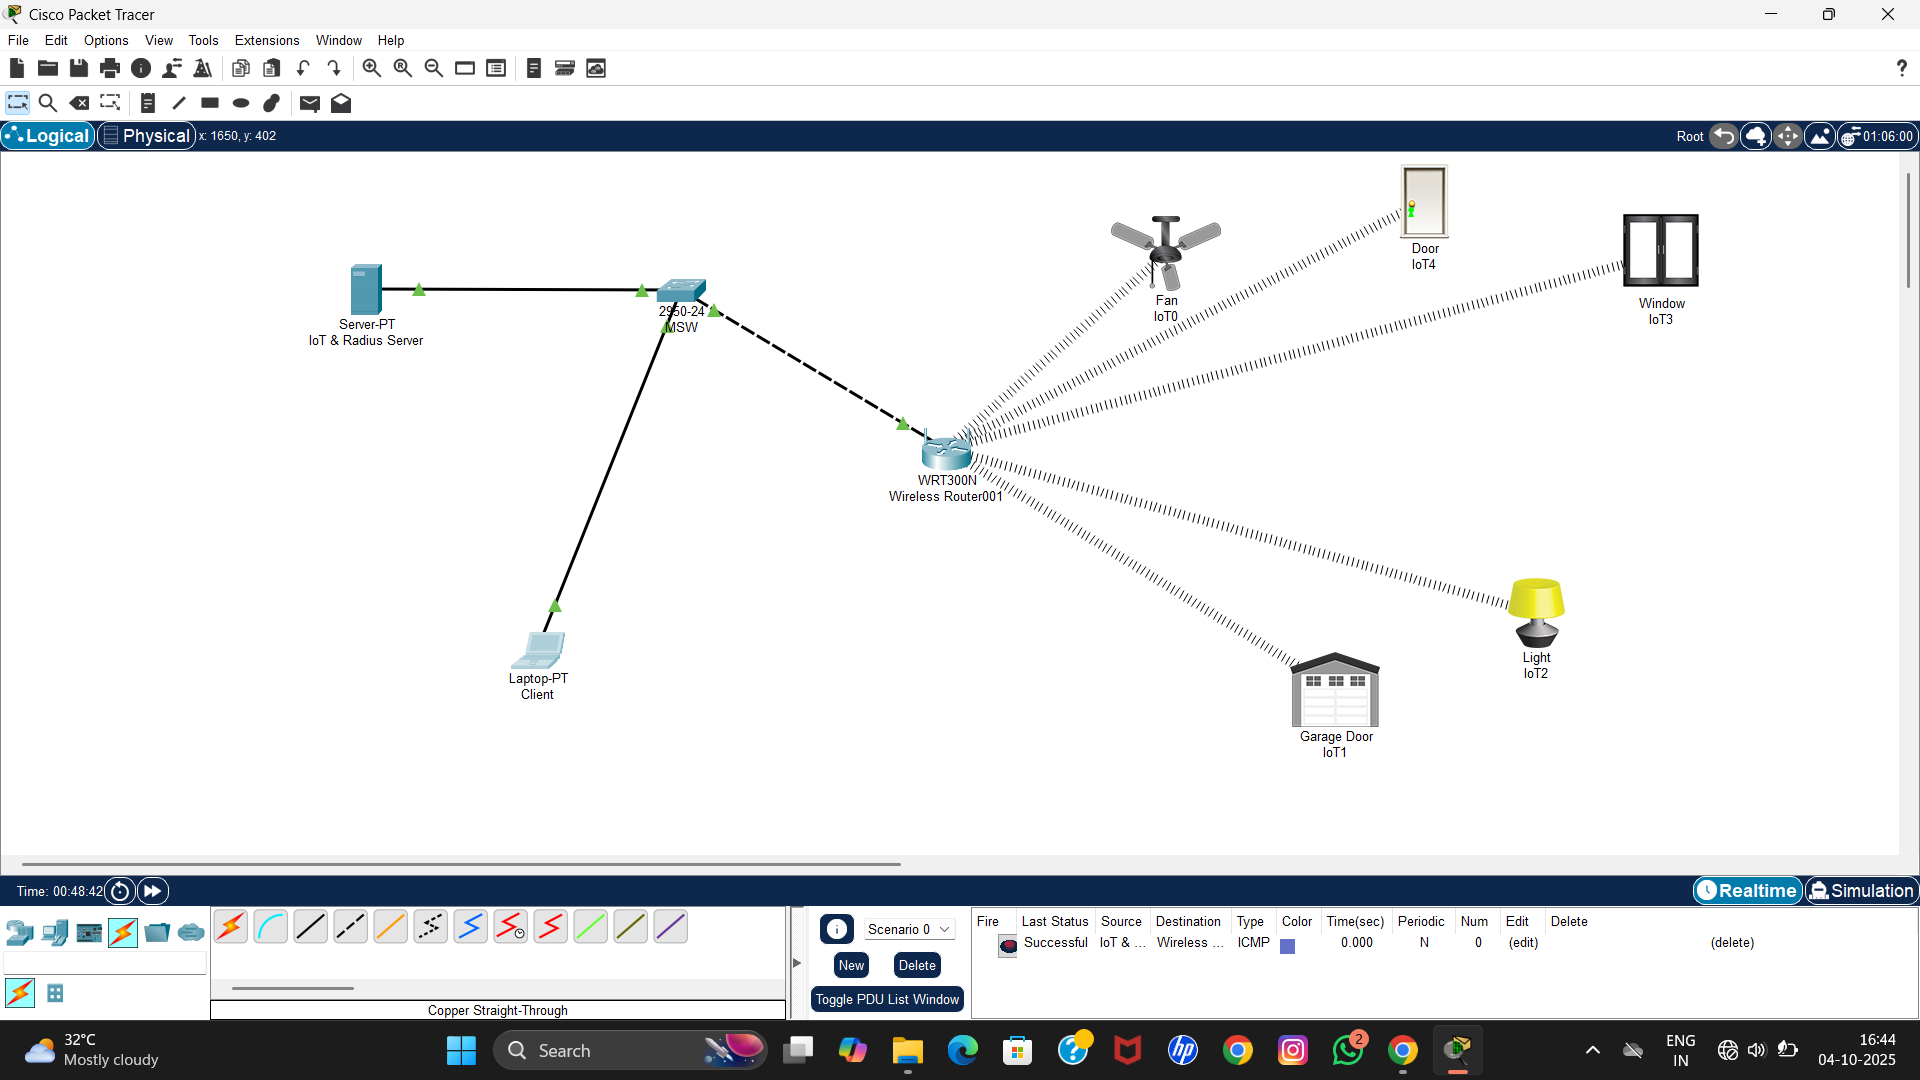 Cisco Packet Tracer
File Edit Options View Tools Extensions Window Help
?
Logical Physical x: 1650, y: 402 Root 01:06:00
Door
IoT4
Fan
IoT0
Window
IoT3
Server-PT
IoT & Radius Server
2950-24
MSW
WRT300N
Wireless Router001
Light
IoT2
Laptop-PT
Client
Garage Door
IoT1
Time: 00:48:42 Realtime Simulation
Scenario 0
New Delete
Toggle PDU List Window
Fire Last Status Source Destination Type Color Time(sec) Periodic Num Edit Delete
Successful IoT & ... Wireless ... ICMP 0.000 N 0 (edit) (delete)
Copper Straight-Through
32°C
Mostly cloudy
Search
hp
2
ENG
IN
16:44
04-10-2025